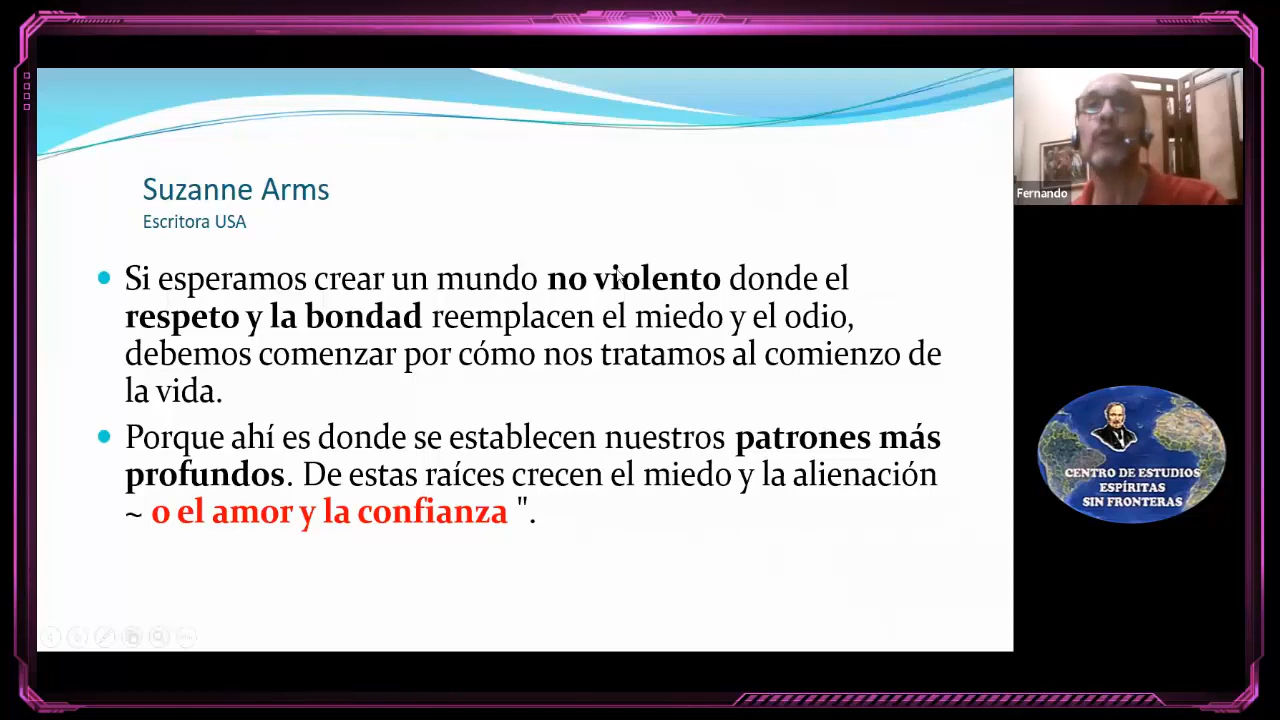 Suzanne Arms
Escritora USA
Si esperamos crear un mundo no violento donde el
respeto y la bondad reemplacen el miedo y el odio,
debemos comenzar por cómo nos tratamos al comienzo de
la vida.
Porque ahí es donde se establecen nuestros patrones más
profundos. De estas raíces crecen el miedo y la alienación
~ o el amor y la confianza ".
Fernando
CENTRO DE ESTUDIOS
ESPÍRITAS
SIN FRONTERAS